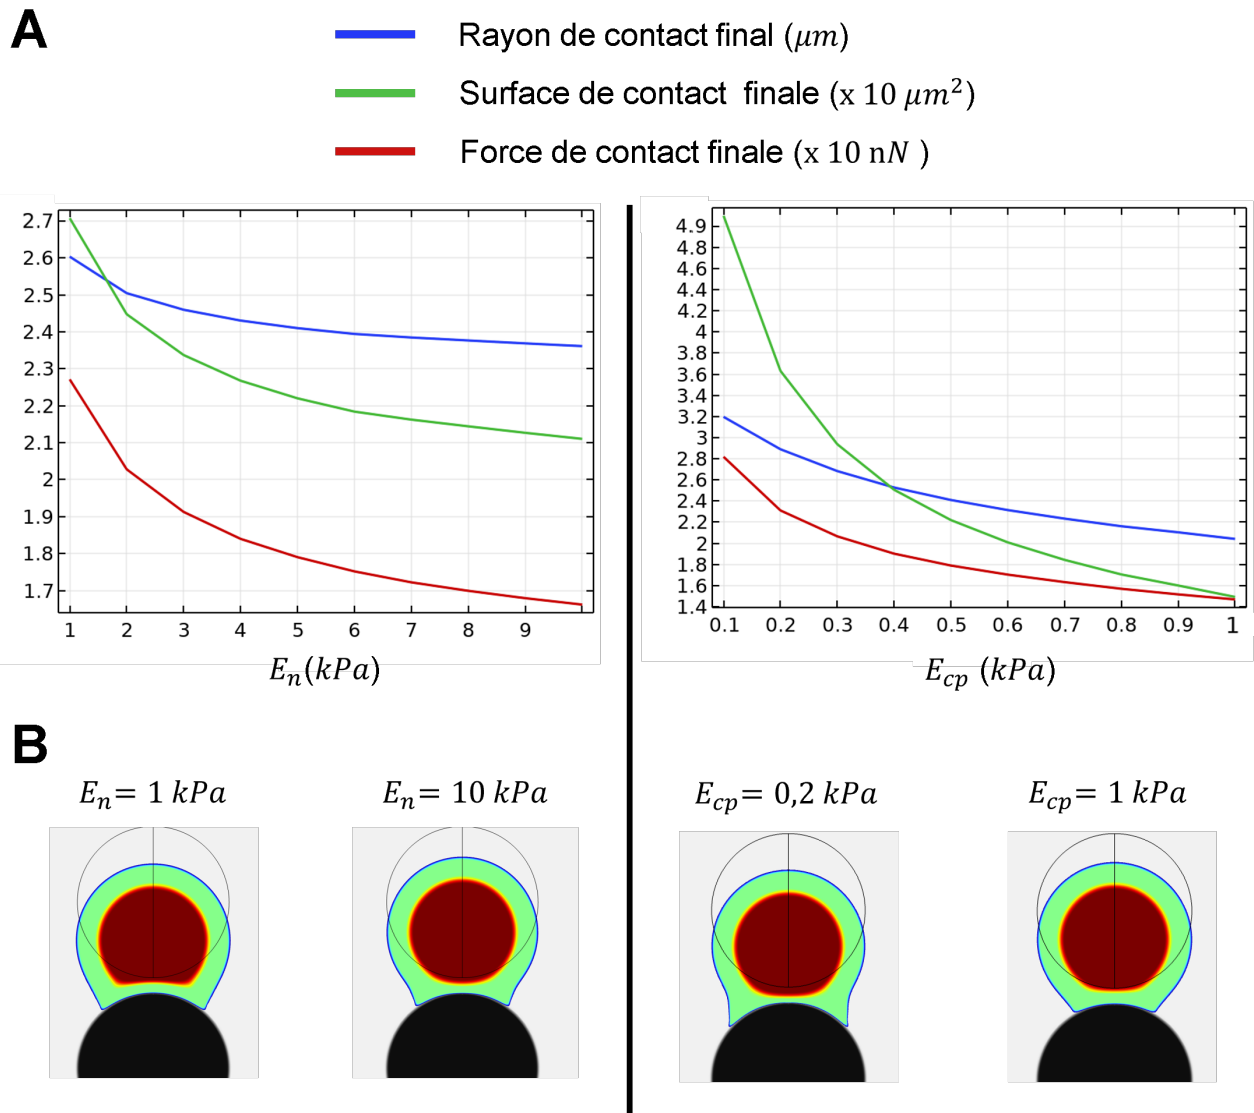 A
Rayon de contact final (μm)
Surface de contact finale (x 10 μm²)
Force de contact finale (x 10 nN )
2.7
2.6
2.5
2.4
2.3
2.2
2.1
2
1.9
1.8
1.7
1 2 3 4 5 6 7 8 9
Eₙ(kPa)
4.9
4.8
4.6
4.4
4.2
4
3.8
3.6
3.4
3.2
3
2.8
2.6
2.4
2.2
2
1.8
1.6
1.4
0.1 0.2 0.3 0.4 0.5 0.6 0.7 0.8 0.9 1
E_cp (kPa)
B
Eₙ= 1 kPa
Eₙ= 10 kPa
E_cp= 0,2 kPa
E_cp= 1 kPa